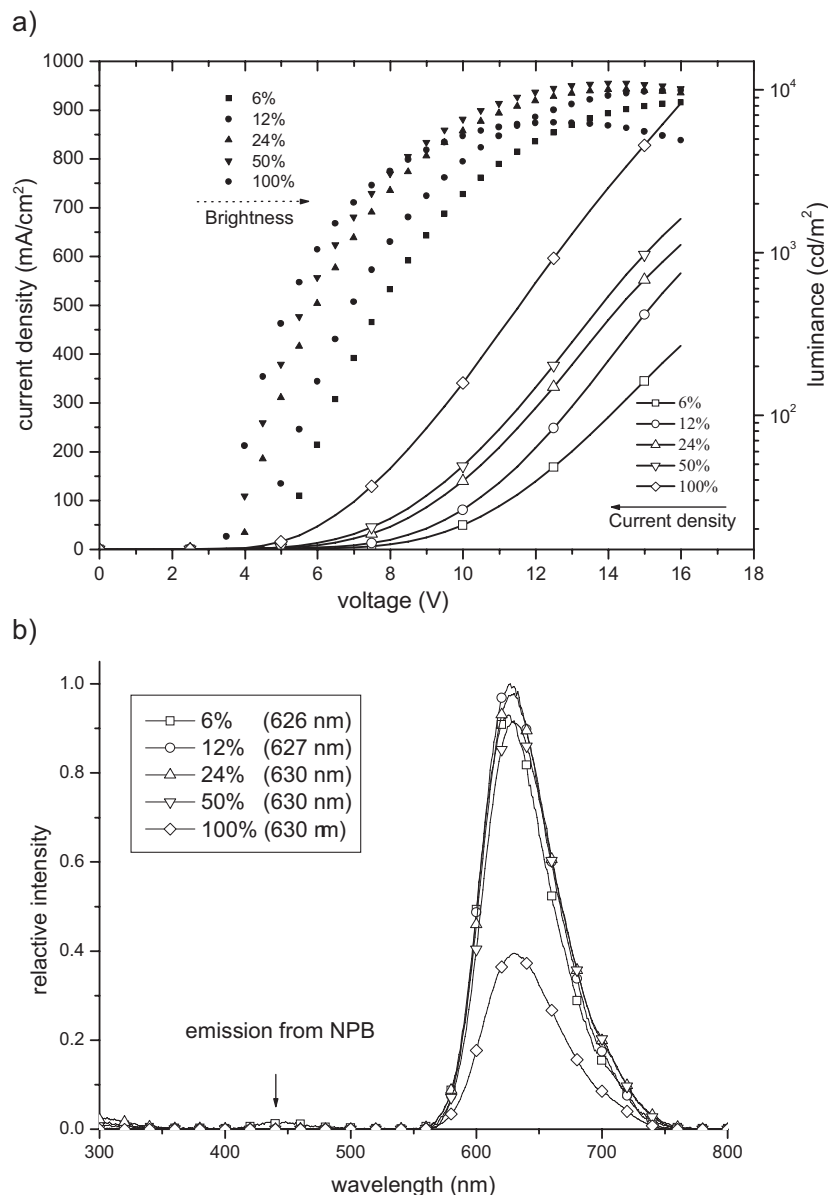 a)
1000
900
800
700
600
500
400
300
200
100
0
current density (mA/cm²)
6%
12%
24%
50%
100%
Brightness
10⁴
10³
10²
luminance (cd/m²)
6%
12%
24%
50%
100%
Current density
0 2 4 6 8 10 12 14 16 18
voltage (V)
b)
1.0
0.8
0.6
0.4
0.2
0.0
relactive intensity
6% (626 nm)
12% (627 nm)
24% (630 nm)
50% (630 nm)
100% (630 nm)
emission from NPB
300 400 500 600 700 800
wavelength (nm)